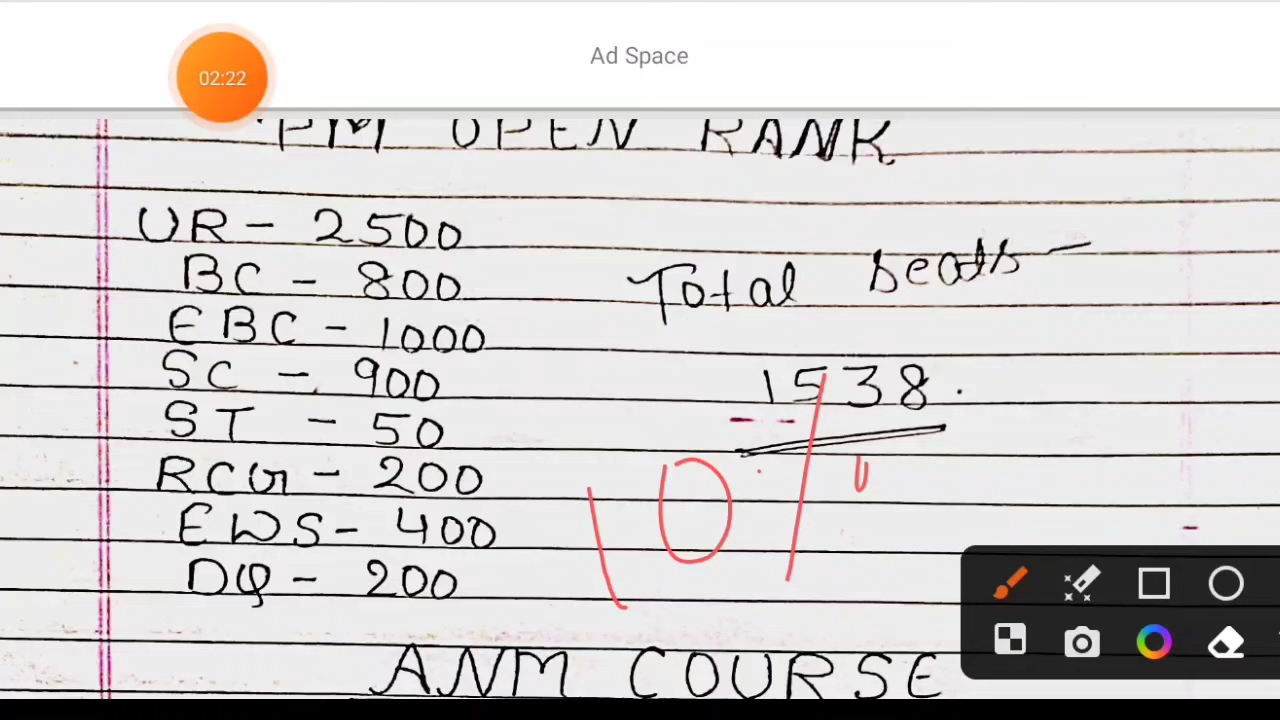 Ad Space
02:22
PM OPEN RANK
UR - 2500
BC - 800
EBC - 1000
SC - 900
ST - 50
RCG - 200
EWS - 400
DQ - 200
Total Seats -
1538.
ANM COURSE